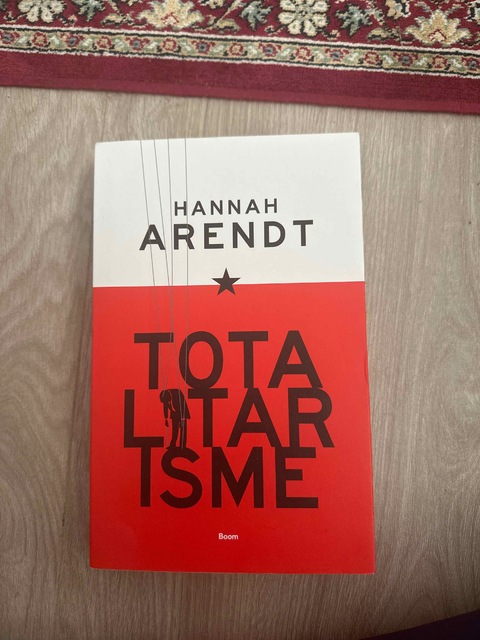 HANNAH
ARENDT
TOTA
LITAR
ISME
Boom